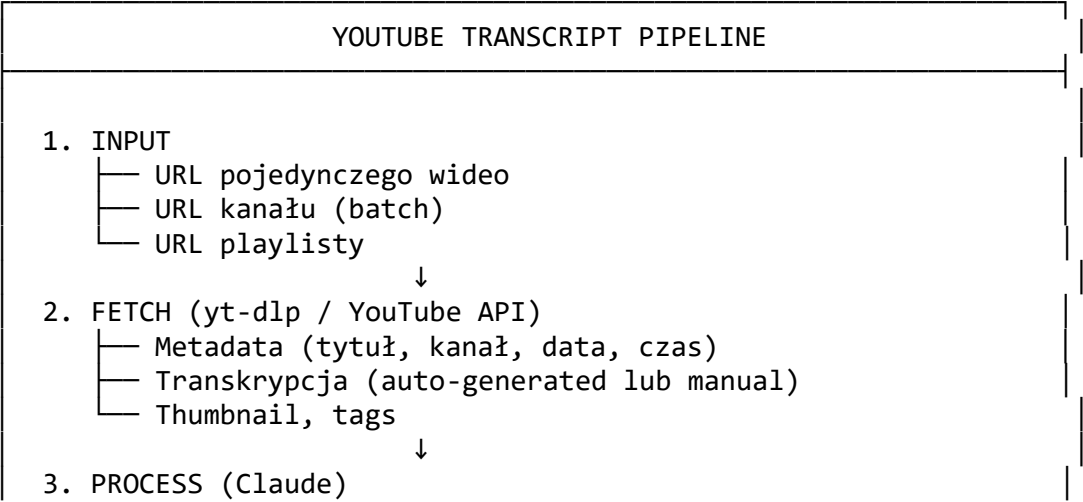 YOUTUBE TRANSCRIPT PIPELINE
1. INPUT
├── URL pojedynczego wideo
├── URL kanału (batch)
└── URL playlisty
↓
2. FETCH (yt-dlp / YouTube API)
├── Metadata (tytuł, kanał, data, czas)
├── Transkrypcja (auto-generated lub manual)
└── Thumbnail, tags
↓
3. PROCESS (Claude)